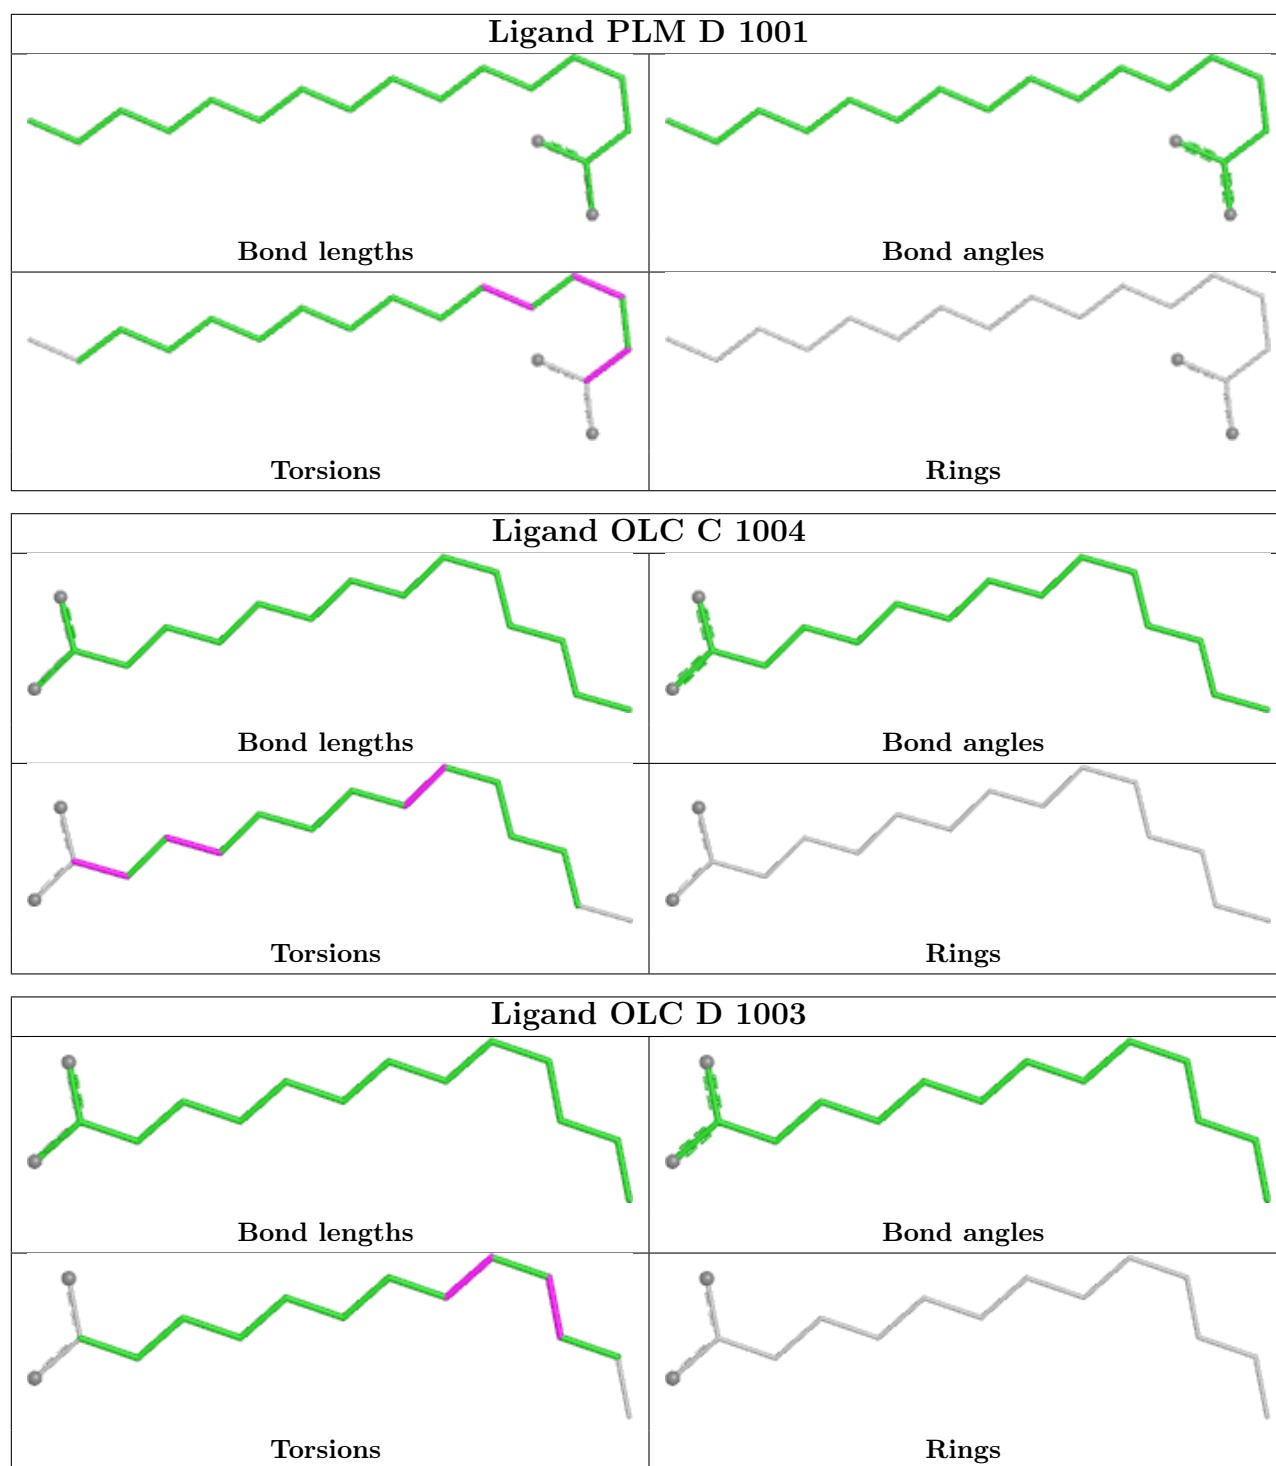 Ligand PLM D 1001
Bond lengths
Bond angles
Torsions
Rings
Ligand OLC C 1004
Bond lengths
Bond angles
Torsions
Rings
Ligand OLC D 1003
Bond lengths
Bond angles
Torsions
Rings